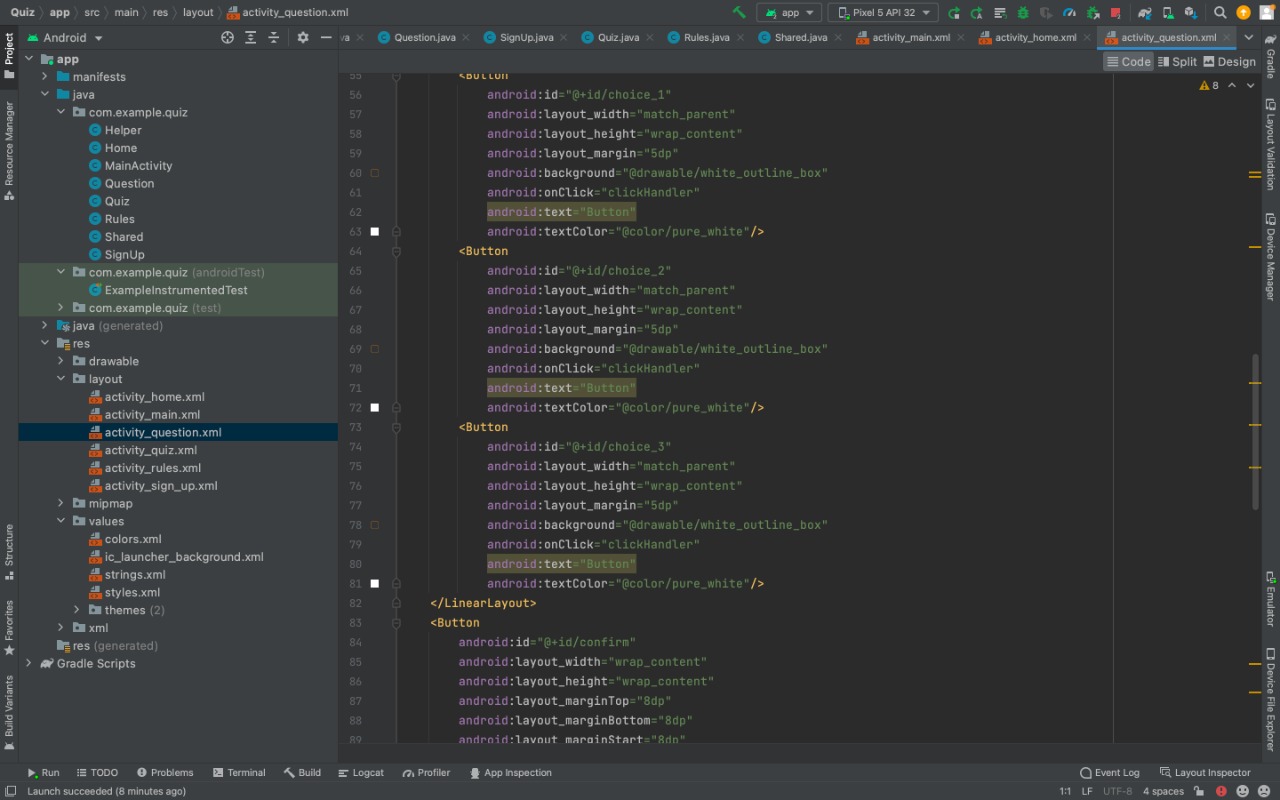 Quiz app src main res layout activity_question.xml
app Pixel 5 API 32
Project
Android
Question.java SignUp.java Quiz.java Rules.java Shared.java activity_main.xml activity_home.xml activity_question.xml
Code Split Design
8
app
manifests
java
com.example.quiz
Helper
Home
MainActivity
Question
Quiz
Rules
Shared
SignUp
com.example.quiz (androidTest)
ExampleInstrumentedTest
com.example.quiz (test)
java (generated)
res
drawable
layout
activity_home.xml
activity_main.xml
activity_question.xml
activity_quiz.xml
activity_rules.xml
activity_sign_up.xml
mipmap
values
colors.xml
ic_launcher_background.xml
strings.xml
styles.xml
themes (2)
xml
res (generated)
Gradle Scripts
Resource Manager
Structure
Favorites
Build Variants
55 <Button
56 android:id="@+id/choice_1"
57 android:layout_width="match_parent"
58 android:layout_height="wrap_content"
59 android:layout_margin="5dp"
60 android:background="@drawable/white_outline_box"
61 android:onClick="clickHandler"
62 android:text="Button"
63 android:textColor="@color/pure_white"/>
64 <Button
65 android:id="@+id/choice_2"
66 android:layout_width="match_parent"
67 android:layout_height="wrap_content"
68 android:layout_margin="5dp"
69 android:background="@drawable/white_outline_box"
70 android:onClick="clickHandler"
71 android:text="Button"
72 android:textColor="@color/pure_white"/>
73 <Button
74 android:id="@+id/choice_3"
75 android:layout_width="match_parent"
76 android:layout_height="wrap_content"
77 android:layout_margin="5dp"
78 android:background="@drawable/white_outline_box"
79 android:onClick="clickHandler"
80 android:text="Button"
81 android:textColor="@color/pure_white"/>
82 </LinearLayout>
83 <Button
84 android:id="@+id/confirm"
85 android:layout_width="wrap_content"
86 android:layout_height="wrap_content"
87 android:layout_marginTop="8dp"
88 android:layout_marginBottom="8dp"
89 android:layout_marginStart="8dp"
Gradle
Layout Validation
Device Manager
Emulator
Device File Explorer
Run TODO Problems Terminal Build Logcat Profiler App Inspection Event Log Layout Inspector
Launch succeeded (8 minutes ago) 1:1 LF UTF-8 4 spaces